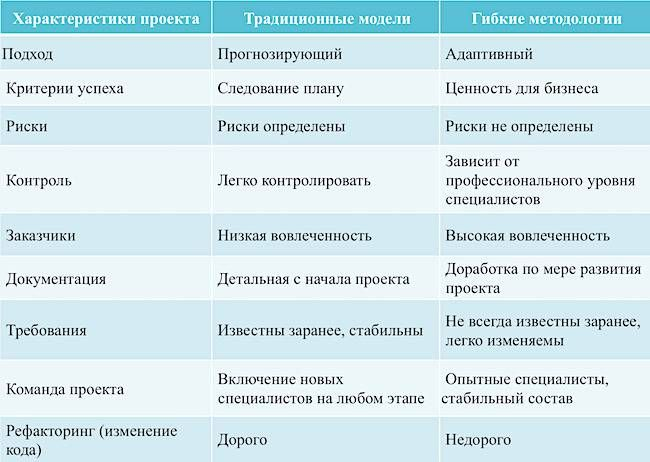 Характеристики проекта Традиционные модели Гибкие методологии
Подход Прогнозирующий Адаптивный
Критерии успеха Следование плану Ценность для бизнеса
Риски Риски определены Риски не определены
Контроль Легко контролировать Зависит от
профессионального уровня
специалистов
Заказчики Низкая вовлеченность Высокая вовлеченность
Документация Детальная с начала проекта Доработка по мере развития
проекта
Требования Известны заранее, стабильны Не всегда известны заранее,
легко изменяемы
Команда проекта Включение новых
специалистов на любом этапе Опытные специалисты,
стабильный состав
Рефакторинг (изменение
кода) Дорого Недорого